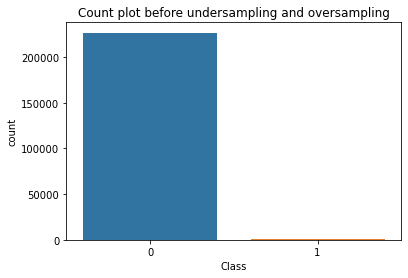 Count plot before undersampling and oversampling
200000
150000
100000
50000
0
count
0 1
Class